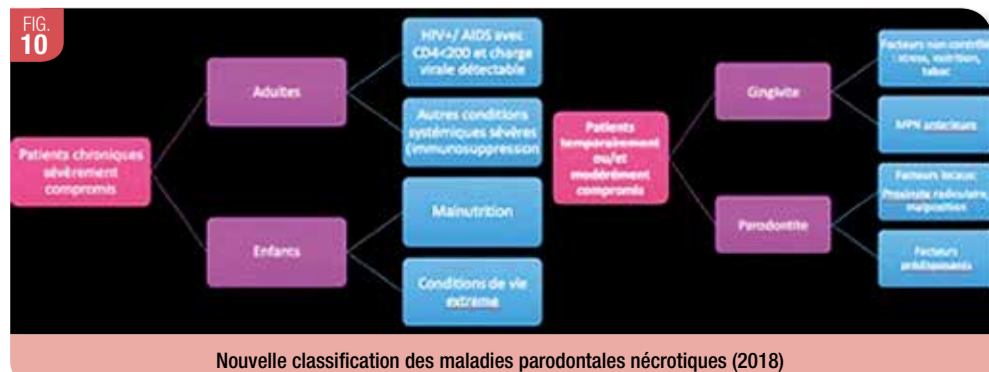 FIG.
10
Patients chroniques
sévèrement
compromis
Adultes
Enfants
HIV+/ AIDS avec
CD4<200 et charge
virale détectable
Autres conditions
systémiques sévères
(immunosuppression
Malnutrition
Conditions de vie
extrême
Patients
temporairement
ou/et
modérément
compromis
Gingivite
Parodontite
Facteurs non contrôlés
: stress, nutrition,
tabac
MPN
Facteurs locaux:
Proximité radiculaire,
malposition
Facteurs
Nouvelle classification des maladies parodontales nécrotiques (2018)